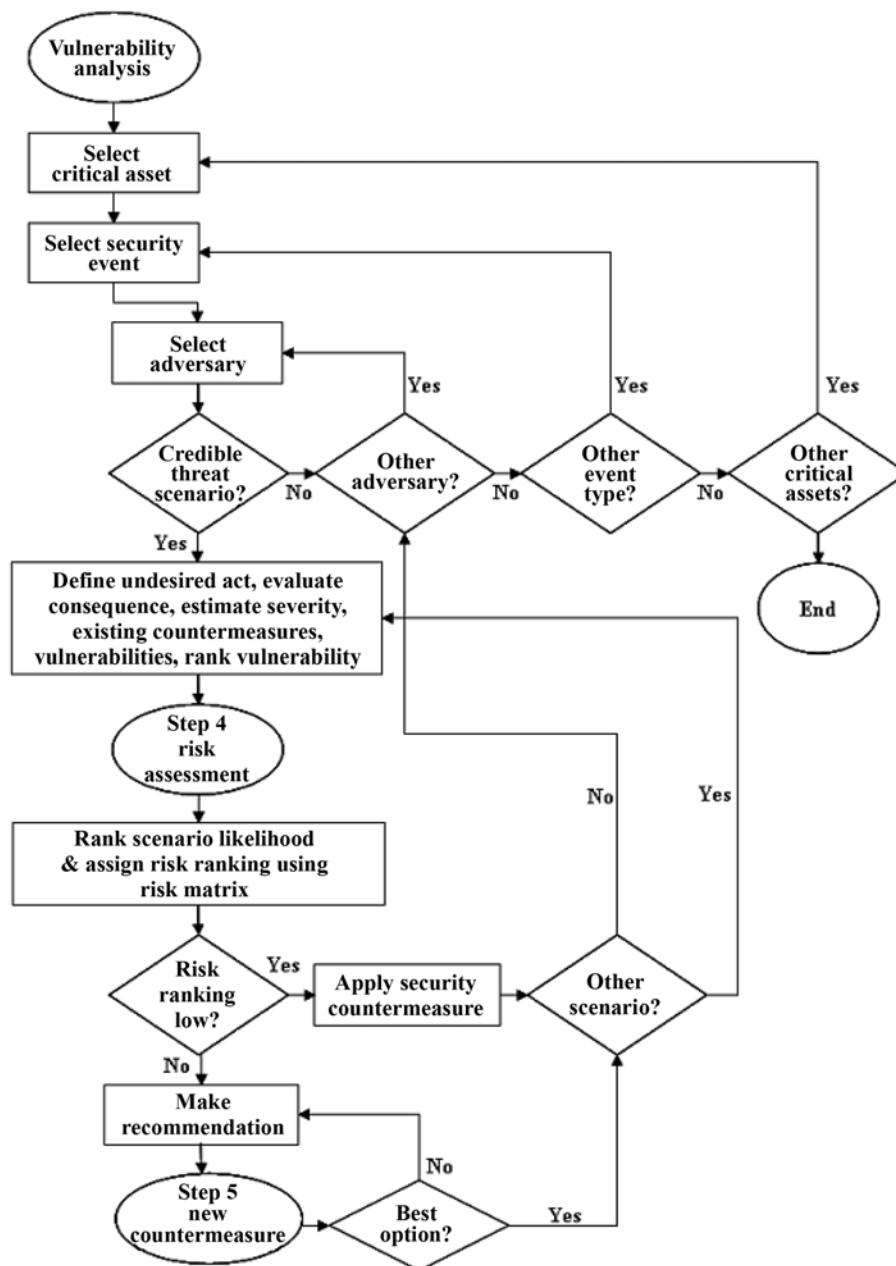 Vulnerability
analysis
Select
critical asset
Select security
event
Select
adversary
Yes
Yes
Yes
Credible
threat
scenario?
No
Other
adversary?
No
Other
event
type?
No
Other
critical
assets?
Yes
Define undesired act, evaluate
consequence, estimate severity,
existing countermeasures,
vulnerabilities, rank vulnerability
End
Step 4
risk
assessment
No
Yes
Rank scenario likelihood
& assign risk ranking using
risk matrix
Risk
ranking
low?
Yes
Apply security
countermeasure
Other
scenario?
No
Make
recommendation
No
Step 5
new
countermeasure
Best
option?
Yes